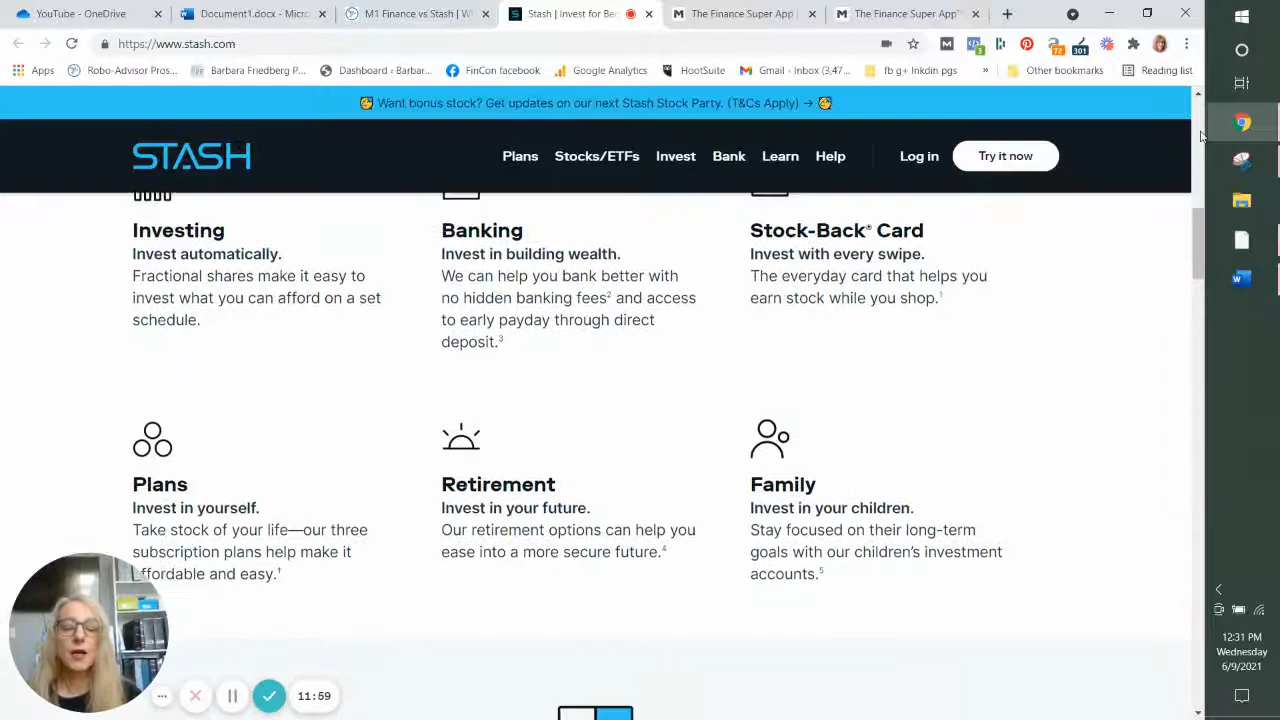 YouTube - OneDrive
Document1.docx - Micro
M1 Finance vs Stash | W
Stash | Invest for Be
The Finance Super App
The Finance Super App
https://www.stash.com
3
72
301
Apps
Robo-Advisor Pros...
Barbara Friedberg P...
Dashboard ‹ Barbar...
FinCon facebook
Google Analytics
HootSuite
Gmail - Inbox (3,47...
fb g+ lnkdin pgs
»
Other bookmarks
Reading list
Want bonus stock? Get updates on our next Stash Stock Party. (T&Cs Apply) →
STASH
Plans
Stocks/ETFs
Invest
Bank
Learn
Help
Log in
Try it now
Investing
Invest automatically.
Fractional shares make it easy to
invest what you can afford on a set
schedule.
Banking
Invest in building wealth.
We can help you bank better with
no hidden banking fees² and access
to early payday through direct
deposit.³
Stock-Back® Card
Invest with every swipe.
The everyday card that helps you
earn stock while you shop.¹
Plans
Invest in yourself.
Take stock of your life—our three
subscription plans help make it
ffordable and easy.†
Retirement
Invest in your future.
Our retirement options can help you
ease into a more secure future.⁴
Family
Invest in your children.
Stay focused on their long-term
goals with our children's investment
accounts.⁵
11:59
12:31 PM
Wednesday
6/9/2021